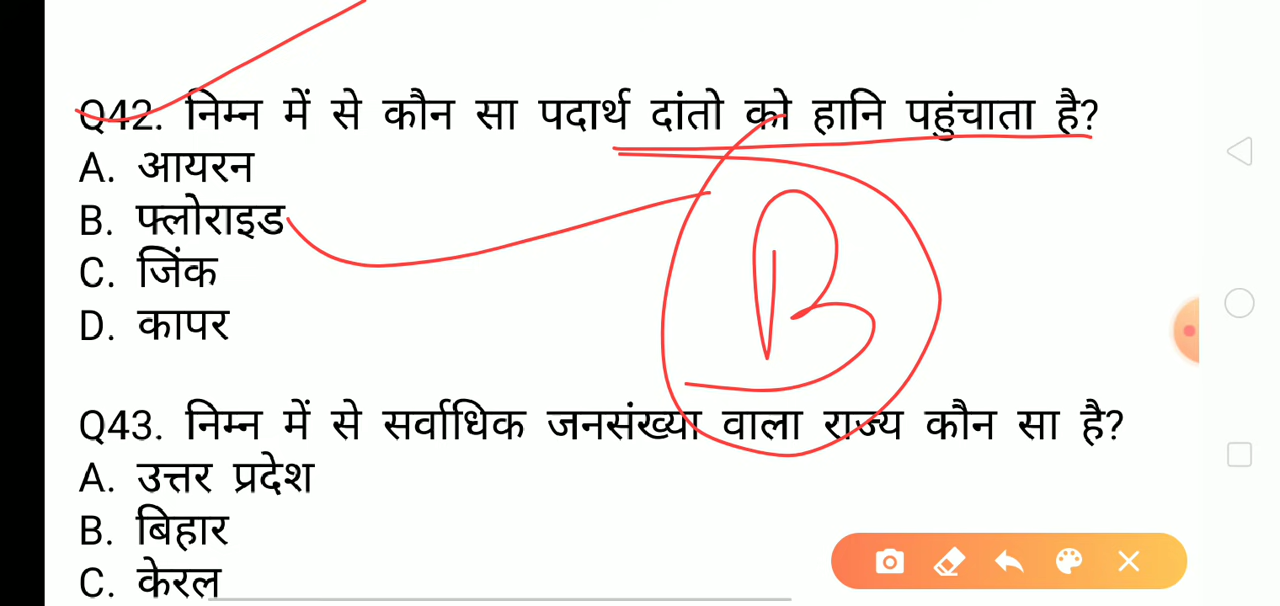 Q42. निम्न में से कौन सा पदार्थ दांतो को हानि पहुंचाता है?
A. आयरन
B. फ्लोराइड
C. जिंक
D. कापर
B
Q43. निम्न में से सर्वाधिक जनसंख्या वाला राज्य कौन सा है?
A. उत्तर प्रदेश
B. बिहार
C. केरल